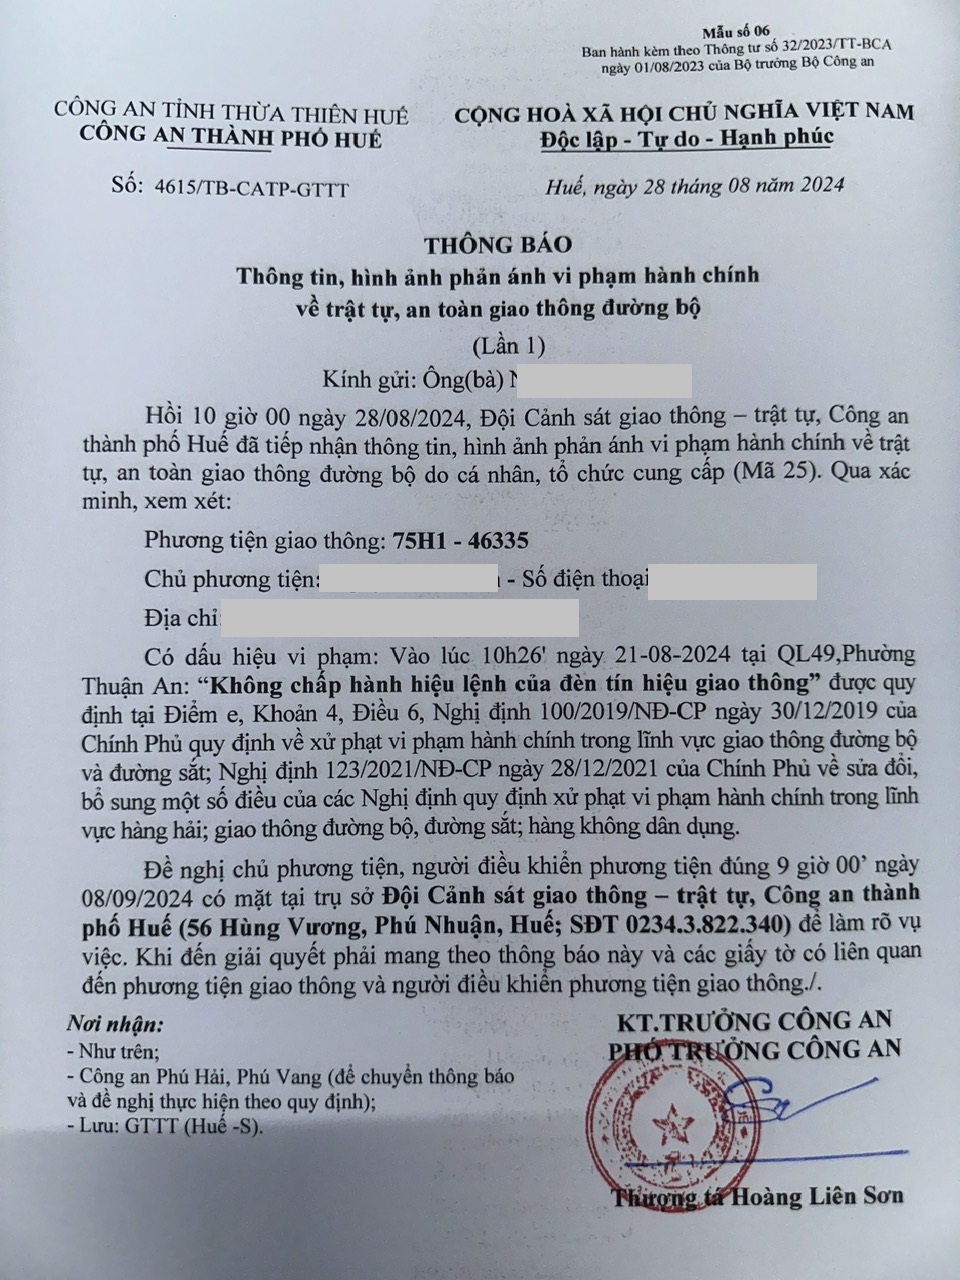 Mẫu số 06
Ban hành kèm theo Thông tư số 32/2023/TT-BCA
ngày 01/08/2023 của Bộ trưởng Bộ Công an
CÔNG AN TỈNH THỪA THIÊN HUẾ
CÔNG AN THÀNH PHỐ HUẾ
Số: 4615/TB-CATP-GTTT
CỘNG HOÀ XÃ HỘI CHỦ NGHĨA VIỆT NAM
Độc lập - Tự do - Hạnh phúc
Huế, ngày 28 tháng 08 năm 2024
THÔNG BÁO
Thông tin, hình ảnh phản ánh vi phạm hành chính
về trật tự, an toàn giao thông đường bộ
(Lần 1)
Kính gửi: Ông(bà) N
Hồi 10 giờ 00 ngày 28/08/2024, Đội Cảnh sát giao thông – trật tự, Công an
thành phố Huế đã tiếp nhận thông tin, hình ảnh phản ánh vi phạm hành chính về trật
tự, an toàn giao thông đường bộ do cá nhân, tổ chức cung cấp (Mã 25). Qua xác
minh, xem xét:
Phương tiện giao thông: 75H1 - 46335
Chủ phương tiện: - Số điện thoại
Địa chỉ
Có dấu hiệu vi phạm: Vào lúc 10h26' ngày 21-08-2024 tại QL49,Phường
Thuận An: “Không chấp hành hiệu lệnh của đèn tín hiệu giao thông” được quy
định tại Điểm e, Khoản 4, Điều 6, Nghị định 100/2019/NĐ-CP ngày 30/12/2019 của
Chính Phủ quy định về xử phạt vi phạm hành chính trong lĩnh vực giao thông đường bộ
và đường sắt; Nghị định 123/2021/NĐ-CP ngày 28/12/2021 của Chính Phủ về sửa đổi,
bổ sung một số điều của các Nghị định quy định xử phạt vi phạm hành chính trong lĩnh
vực hàng hải; giao thông đường bộ, đường sắt; hàng không dân dụng.
Đề nghị chủ phương tiện, người điều khiển phương tiện đúng 9 giờ 00’ ngày
08/09/2024 có mặt tại trụ sở Đội Cảnh sát giao thông – trật tự, Công an thành
phố Huế (56 Hùng Vương, Phú Nhuận, Huế; SĐT 0234.3.822.340) để làm rõ vụ
việc. Khi đến giải quyết phải mang theo thông báo này và các giấy tờ có liên quan
đến phương tiện giao thông và người điều khiển phương tiện giao thông./.
Nơi nhận:
- Như trên;
- Công an Phú Hải, Phú Vang (để chuyển thông báo
và đề nghị thực hiện theo quy định);
- Lưu: GTTT (Huế -S).
KT.TRƯỞNG CÔNG AN
PHÓ TRƯỞNG CÔNG AN
Thượng tá Hoàng Liên Sơn